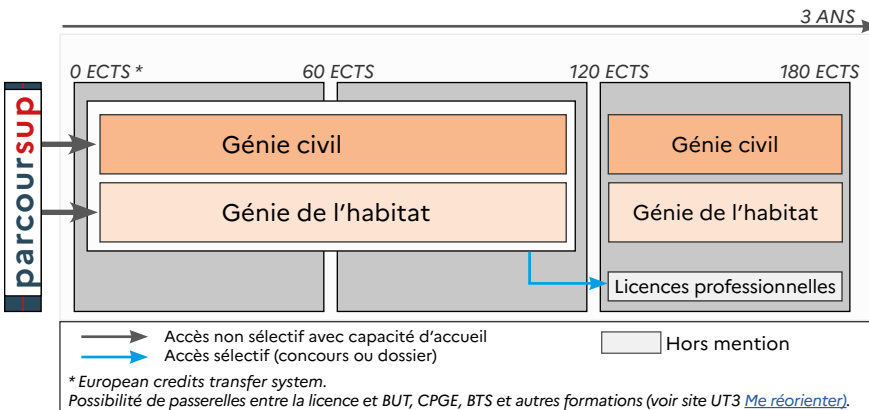 3 ANS
0 ECTS *
60 ECTS
120 ECTS
180 ECTS
parcoursup
Génie civil
Génie civil
Génie de l’habitat
Génie de l’habitat
Licences professionnelles
Accès non sélectif avec capacité d’accueil
Accès sélectif (concours ou dossier)
Hors mention
* European credits transfer system.
Possibilité de passerelles entre la licence et BUT, CPGE, BTS et autres formations (voir site UT3 Me réorienter).